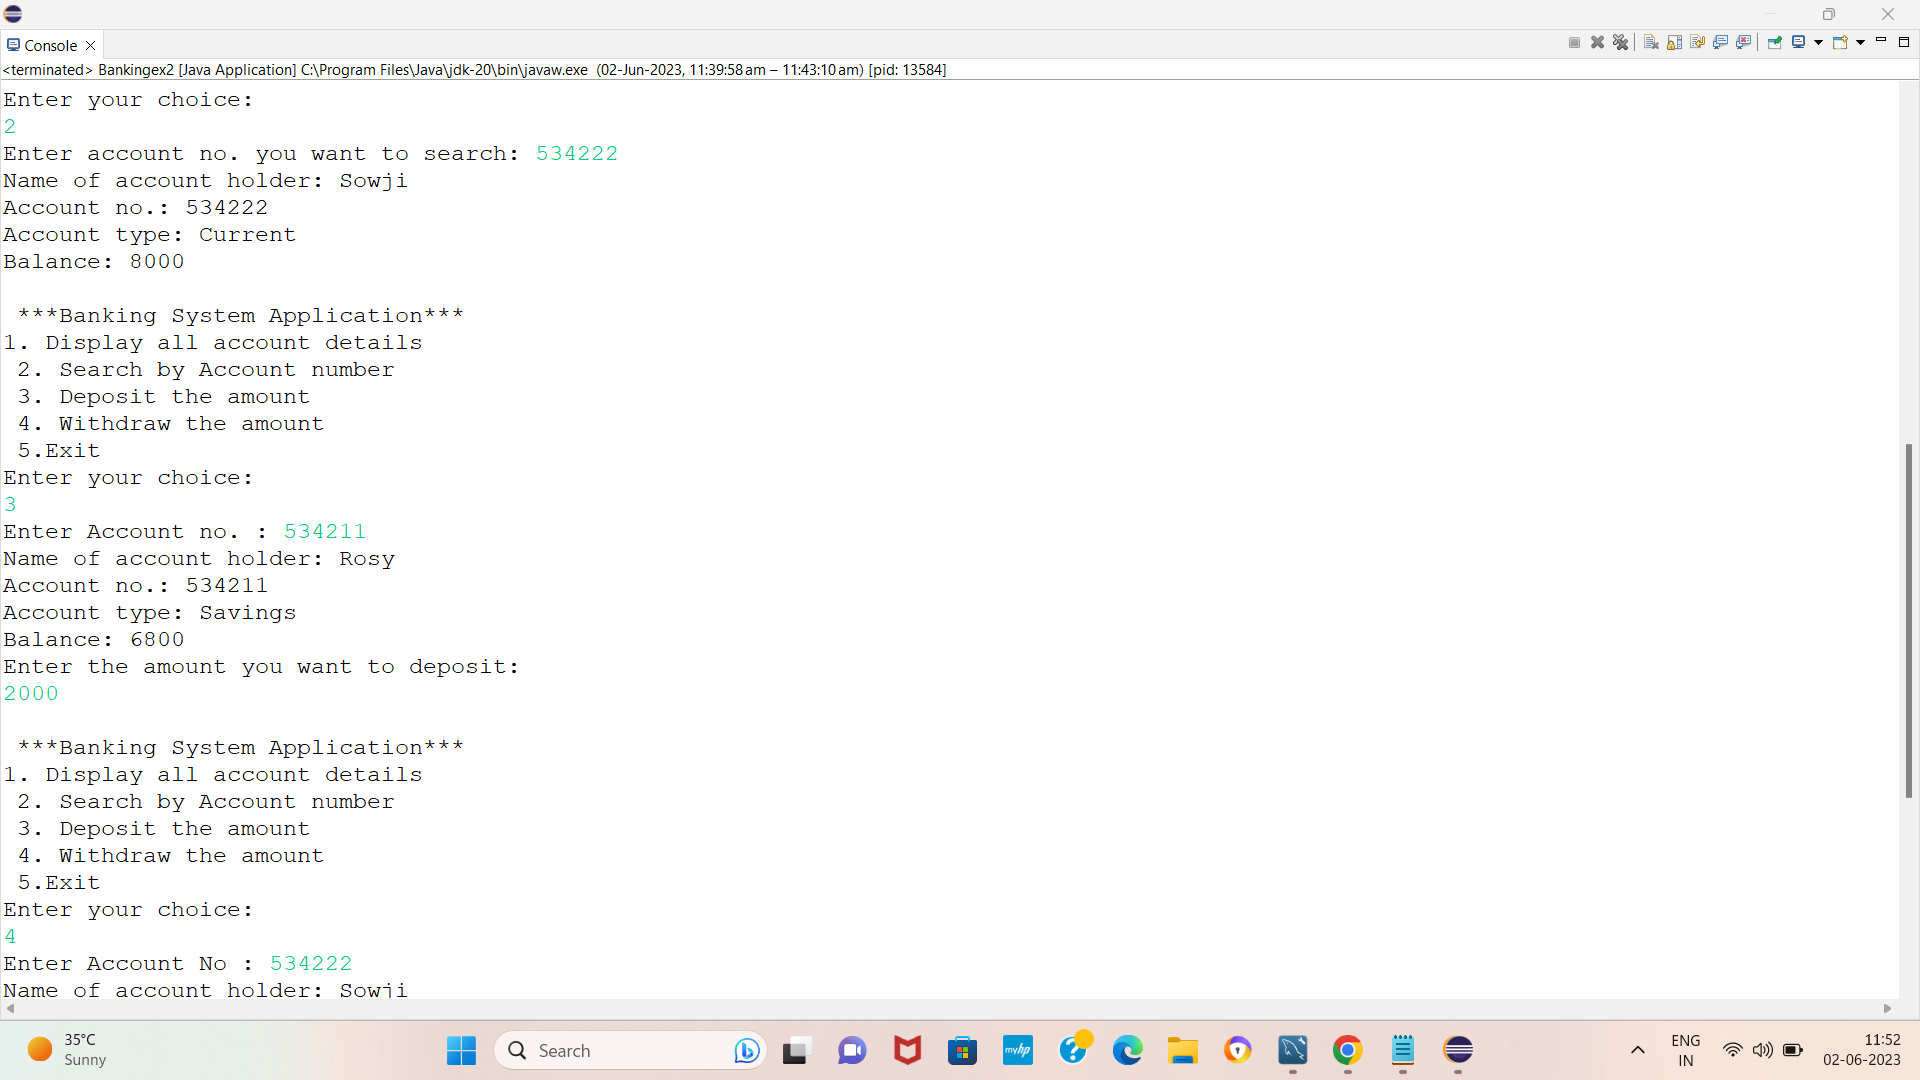 Console
<terminated> Bankingex2 [Java Application] C:\Program Files\Java\jdk-20\bin\javaw.exe (02-Jun-2023, 11:39:58 am – 11:43:10 am) [pid: 13584]
Enter your choice:
2
Enter account no. you want to search: 534222
Name of account holder: Sowji
Account no.: 534222
Account type: Current
Balance: 8000
***Banking System Application***
1. Display all account details
2. Search by Account number
3. Deposit the amount
4. Withdraw the amount
5.Exit
Enter your choice:
3
Enter Account no. : 534211
Name of account holder: Rosy
Account no.: 534211
Account type: Savings
Balance: 6800
Enter the amount you want to deposit:
2000
***Banking System Application***
1. Display all account details
2. Search by Account number
3. Deposit the amount
4. Withdraw the amount
5.Exit
Enter your choice:
4
Enter Account No : 534222
Name of account holder: Sowji
35°C
Sunny
Search
myhp
ENG
IN
11:52
02-06-2023